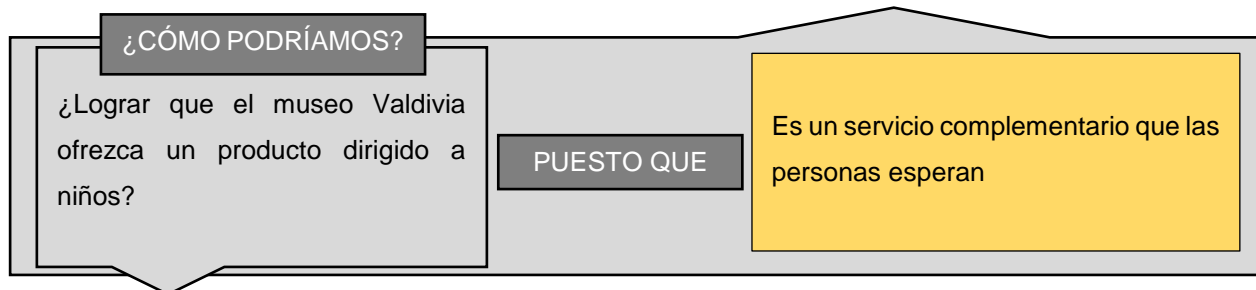 ¿CÓMO PODRÍAMOS?
¿Lograr que el museo Valdivia
ofrezca un producto dirigido a
niños?
PUESTO QUE
Es un servicio complementario que las
personas esperan